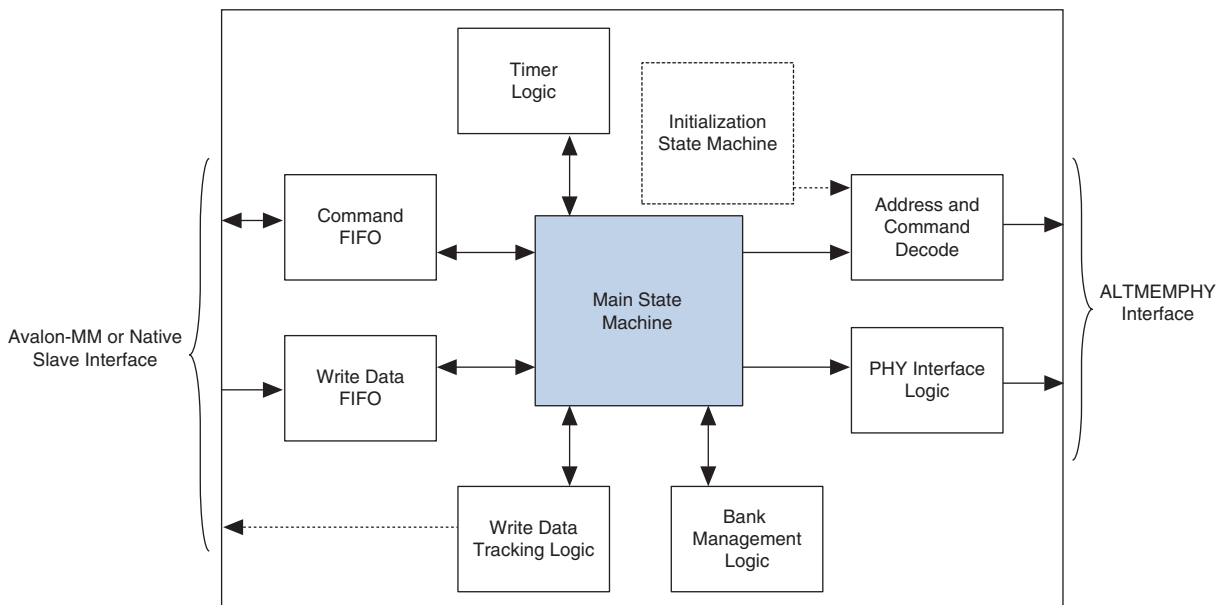 Timer
Logic
Initialization
State Machine
Command
FIFO
Address and
Command
Decode
Main State
Machine
Avalon-MM or Native
Slave Interface
ALTMEMPHY
Interface
Write Data
FIFO
PHY Interface
Logic
Write Data
Tracking Logic
Bank
Management
Logic